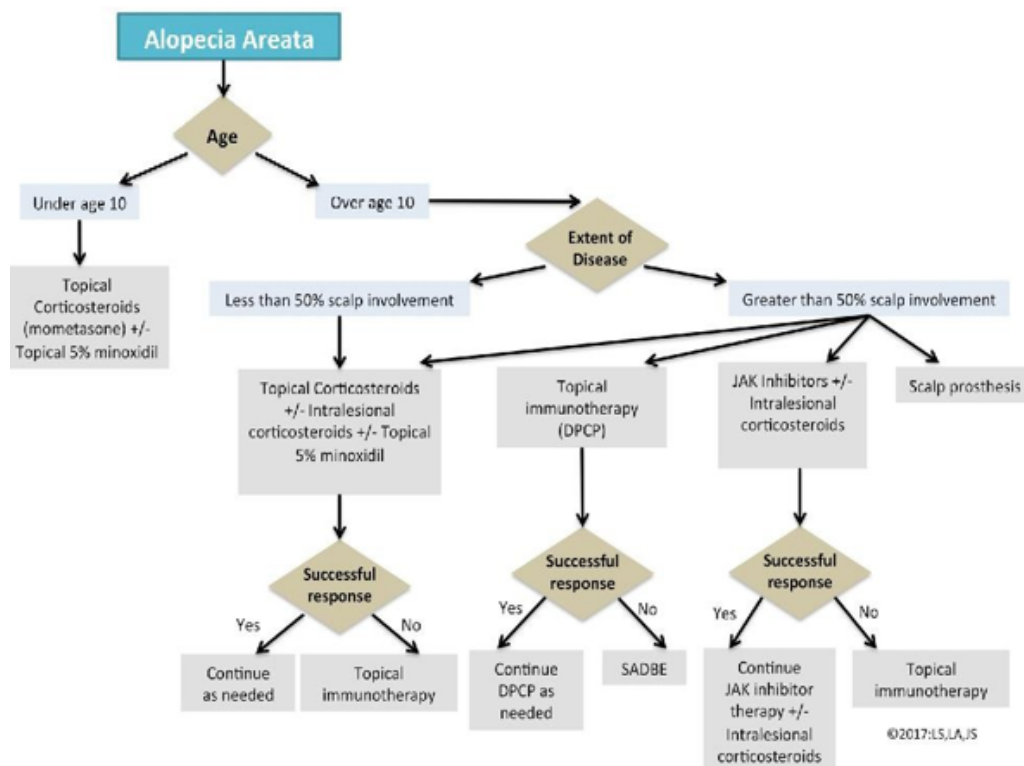 Alopecia Areata
Age
Under age 10
Over age 10
Topical
Corticosteroids
(mometasone) +/-
Topical 5% minoxidil
Extent of
Disease
Less than 50% scalp involvement
Greater than 50% scalp involvement
Topical Corticosteroids
+/- Intralesional
corticosteroids +/- Topical
5% minoxidil
Topical
immunotherapy
(DPCP)
JAK Inhibitors +/-
Intralesional
corticosteroids
Scalp prosthesis
Successful
response
Yes
No
Continue
as needed
Topical
immunotherapy
Successful
response
Yes
No
Continue
DPCP as
needed
SADBE
Successful
response
Yes
No
Continue
JAK inhibitor
therapy +/-
Intralesional
corticosteroids
Topical
immunotherapy
©2017:LS,LA,JS